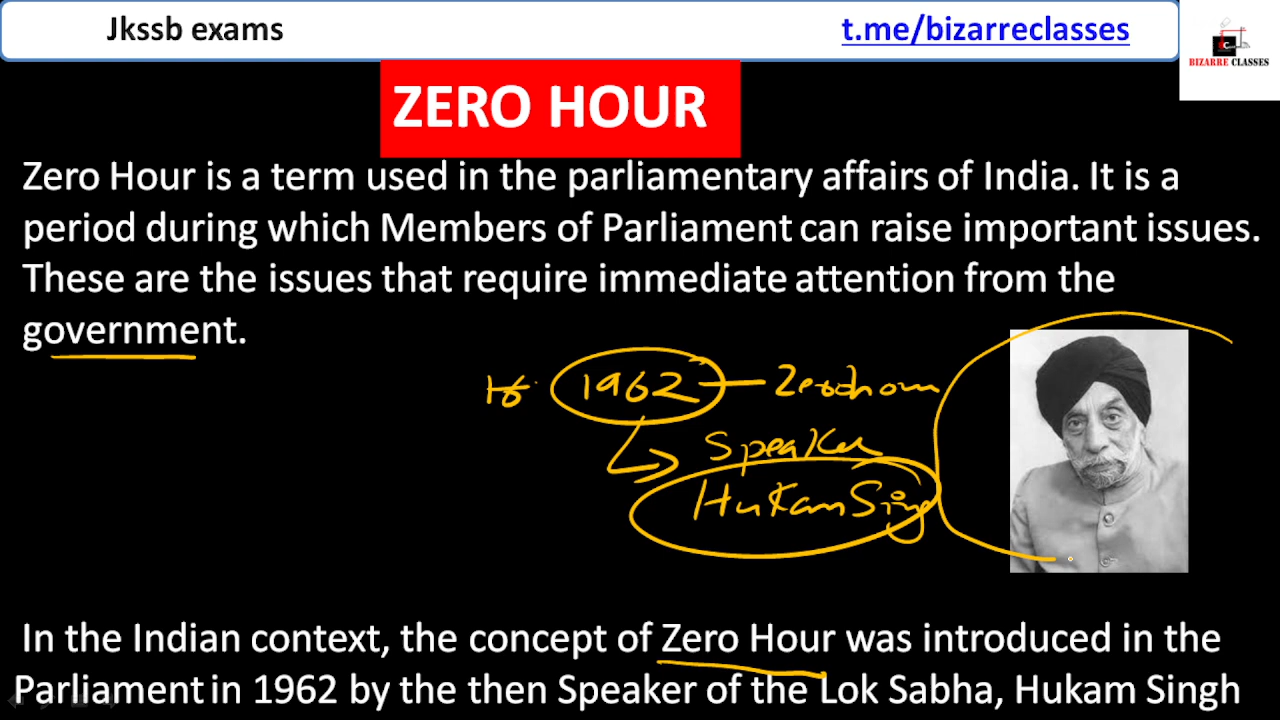 Jkssb exams
t.me/bizarreclasses
BIZARRE CLASSES
ZERO HOUR
Zero Hour is a term used in the parliamentary affairs of India. It is a
period during which Members of Parliament can raise important issues.
These are the issues that require immediate attention from the
government.
1962 — Zero hour
Speaker
Hukam Singh
In the Indian context, the concept of Zero Hour was introduced in the
Parliament in 1962 by the then Speaker of the Lok Sabha, Hukam Singh